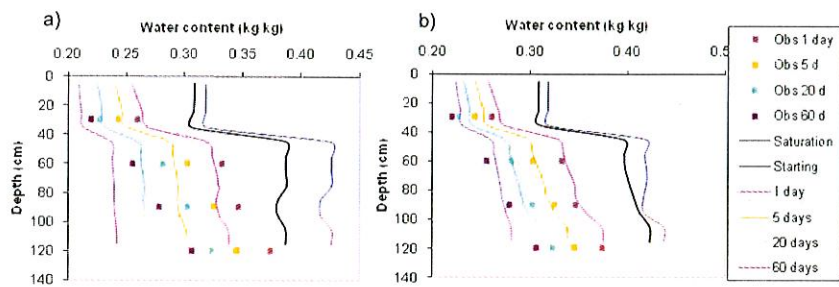 a)
Water content (kg kg)
0.20 0.25 0.30 0.35 0.40 0.45
Depth (cm)
0
20
40
60
80
100
120
140
b)
Water content (kg kg)
0.20 0.30 0.40 0.5
Depth (cm)
0
20
40
60
80
100
120
140
Obs 1 day
Obs 5 d
Obs 20 d
Obs 60 d
Saturation
Starting
1 day
5 days
20 days
60 days